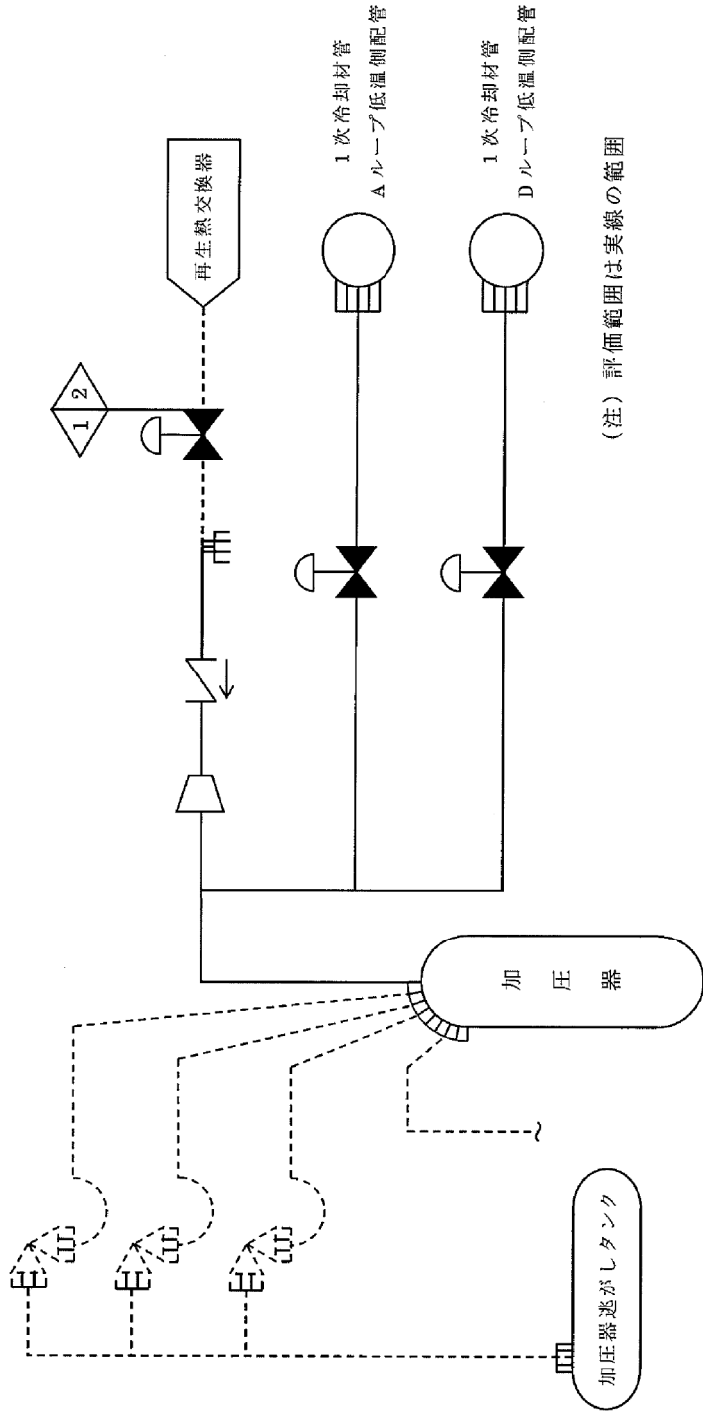 1 2
再生熱交換器
1次冷却材管
Aループ低温側配管
1次冷却材管
Dループ低温側配管
加圧器
加圧器逃がしタンク
(注) 評価範囲は実線の範囲